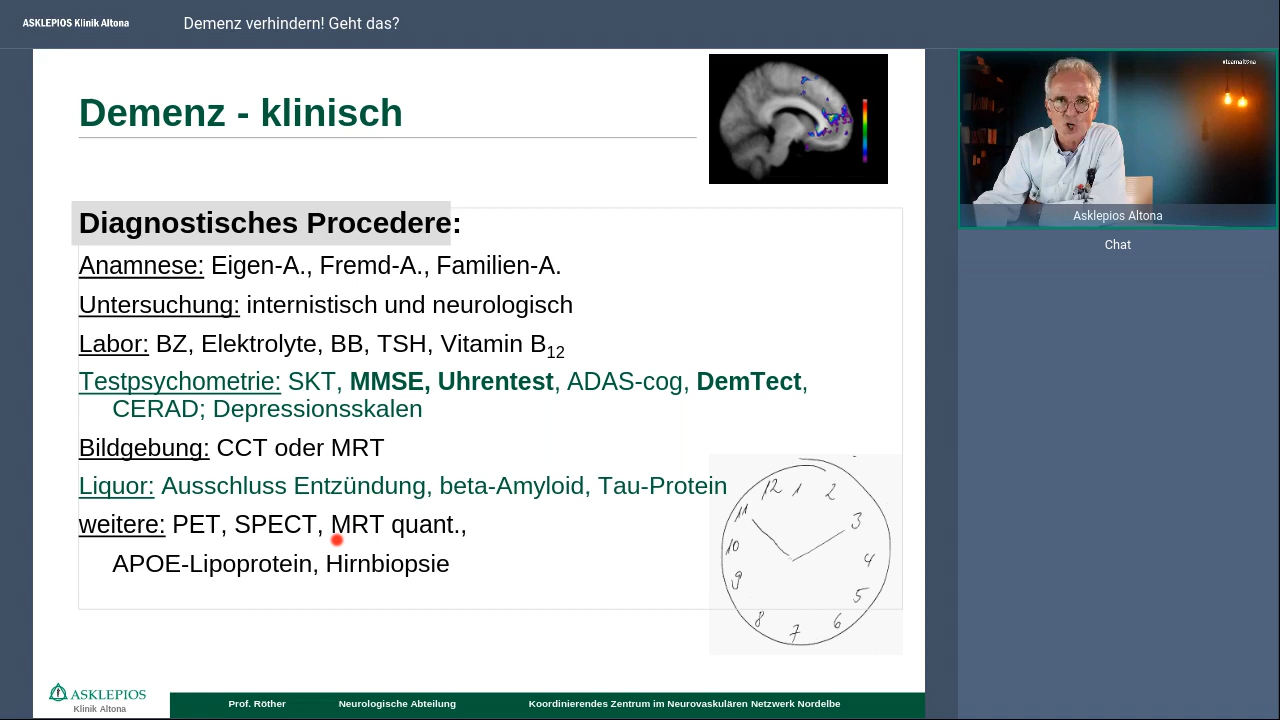 ASKLEPIOS Klinik Altona
Demenz verhindern! Geht das?
Demenz - klinisch
Diagnostisches Procedere:
Anamnese: Eigen-A., Fremd-A., Familien-A.
Untersuchung: internistisch und neurologisch
Labor: BZ, Elektrolyte, BB, TSH, Vitamin B12
Testpsychometrie: SKT, MMSE, Uhrentest, ADAS-cog, DemTect,
CERAD; Depressionsskalen
Bildgebung: CCT oder MRT
Liquor: Ausschluss Entzündung, beta-Amyloid, Tau-Protein
weitere: PET, SPECT, MRT quant.,
APOE-Lipoprotein, Hirnbiopsie
12 1 2
11 3
10 4
9 5
8 7 6
ASKLEPIOS
Klinik Altona
Prof. Röther Neurologische Abteilung Koordinierendes Zentrum im Neurovaskulären Netzwerk Nordelbe
#teamaltona
Asklepios Altona
Chat